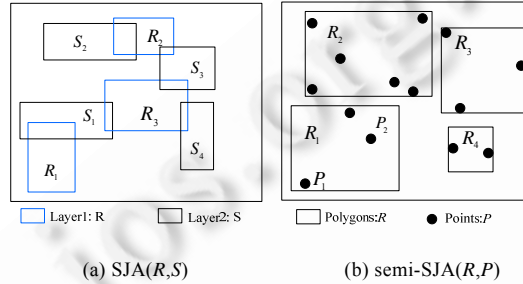 S2
R2
S3
S1
R3
S4
R1
Layer1: R
Layer2: S
(a) SJA(R,S)
R2
R3
R1
P2
R4
P1
Polygons:R
Points:P
(b) semi-SJA(R,P)